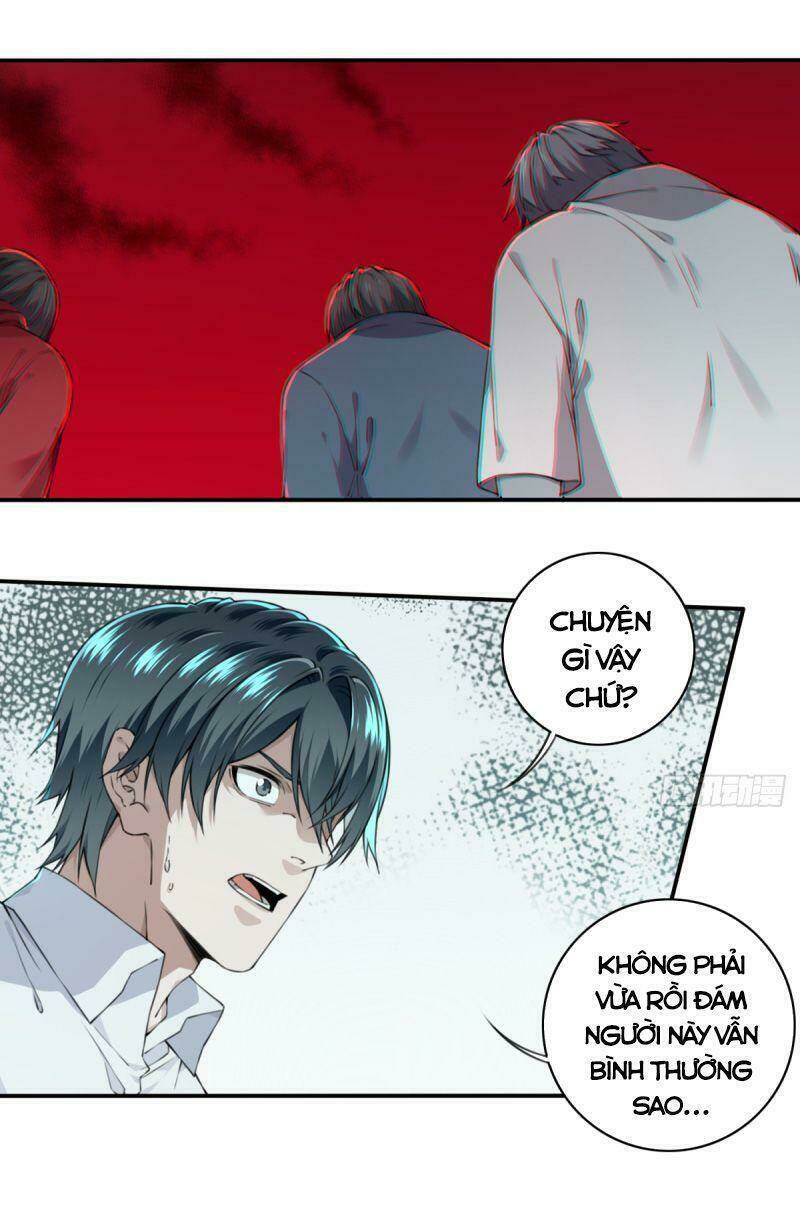 CHUYỆN
GÌ VẬY
CHỨ?
KHÔNG PHẢI
VỪA RỒI ĐÁM
NGƯỜI NÀY VẪN
BÌNH THƯỜNG
SAO...